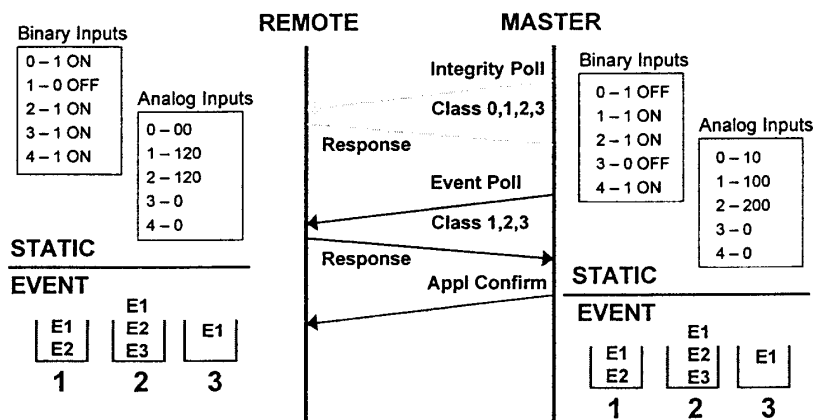 REMOTE
MASTER
Binary Inputs
0 – 1 ON
1 – 0 OFF
2 – 1 ON
3 – 1 ON
4 – 1 ON
Analog Inputs
0 – 00
1 – 120
2 – 120
3 – 0
4 – 0
STATIC
EVENT
E1
E2
1
E1
E2
E3
2
E1
3
Integrity Poll
Class 0,1,2,3
Response
Event Poll
Class 1,2,3
Response
Appl Confirm
Binary Inputs
0 – 1 OFF
1 – 1 ON
2 – 1 ON
3 – 0 OFF
4 – 1 ON
Analog Inputs
0 – 10
1 – 100
2 – 200
3 – 0
4 – 0
STATIC
EVENT
E1
E2
1
E1
E2
E3
2
E1
3